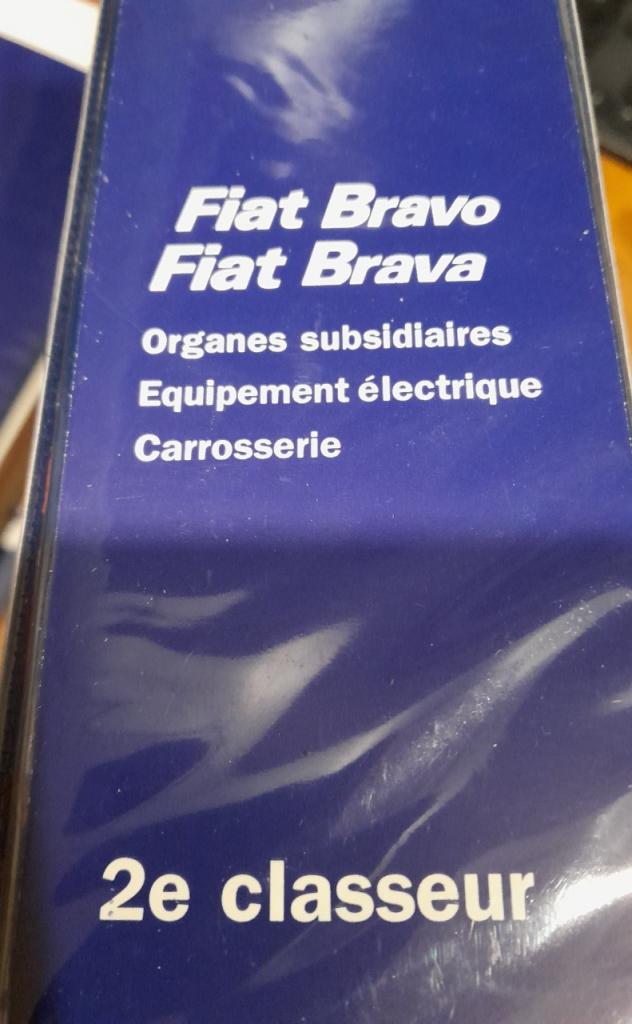 Fiat Bravo
Fiat Brava
Organes subsidiaires
Equipement électrique
Carrosserie
2e classeur